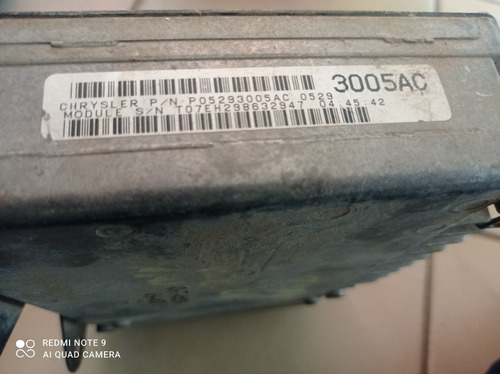 3005AC
CHRYSLER P/N P05293005AC 0529
MODULE S/N T07EH298632947 04:45:42
REDMI NOTE 9
AI QUAD CAMERA